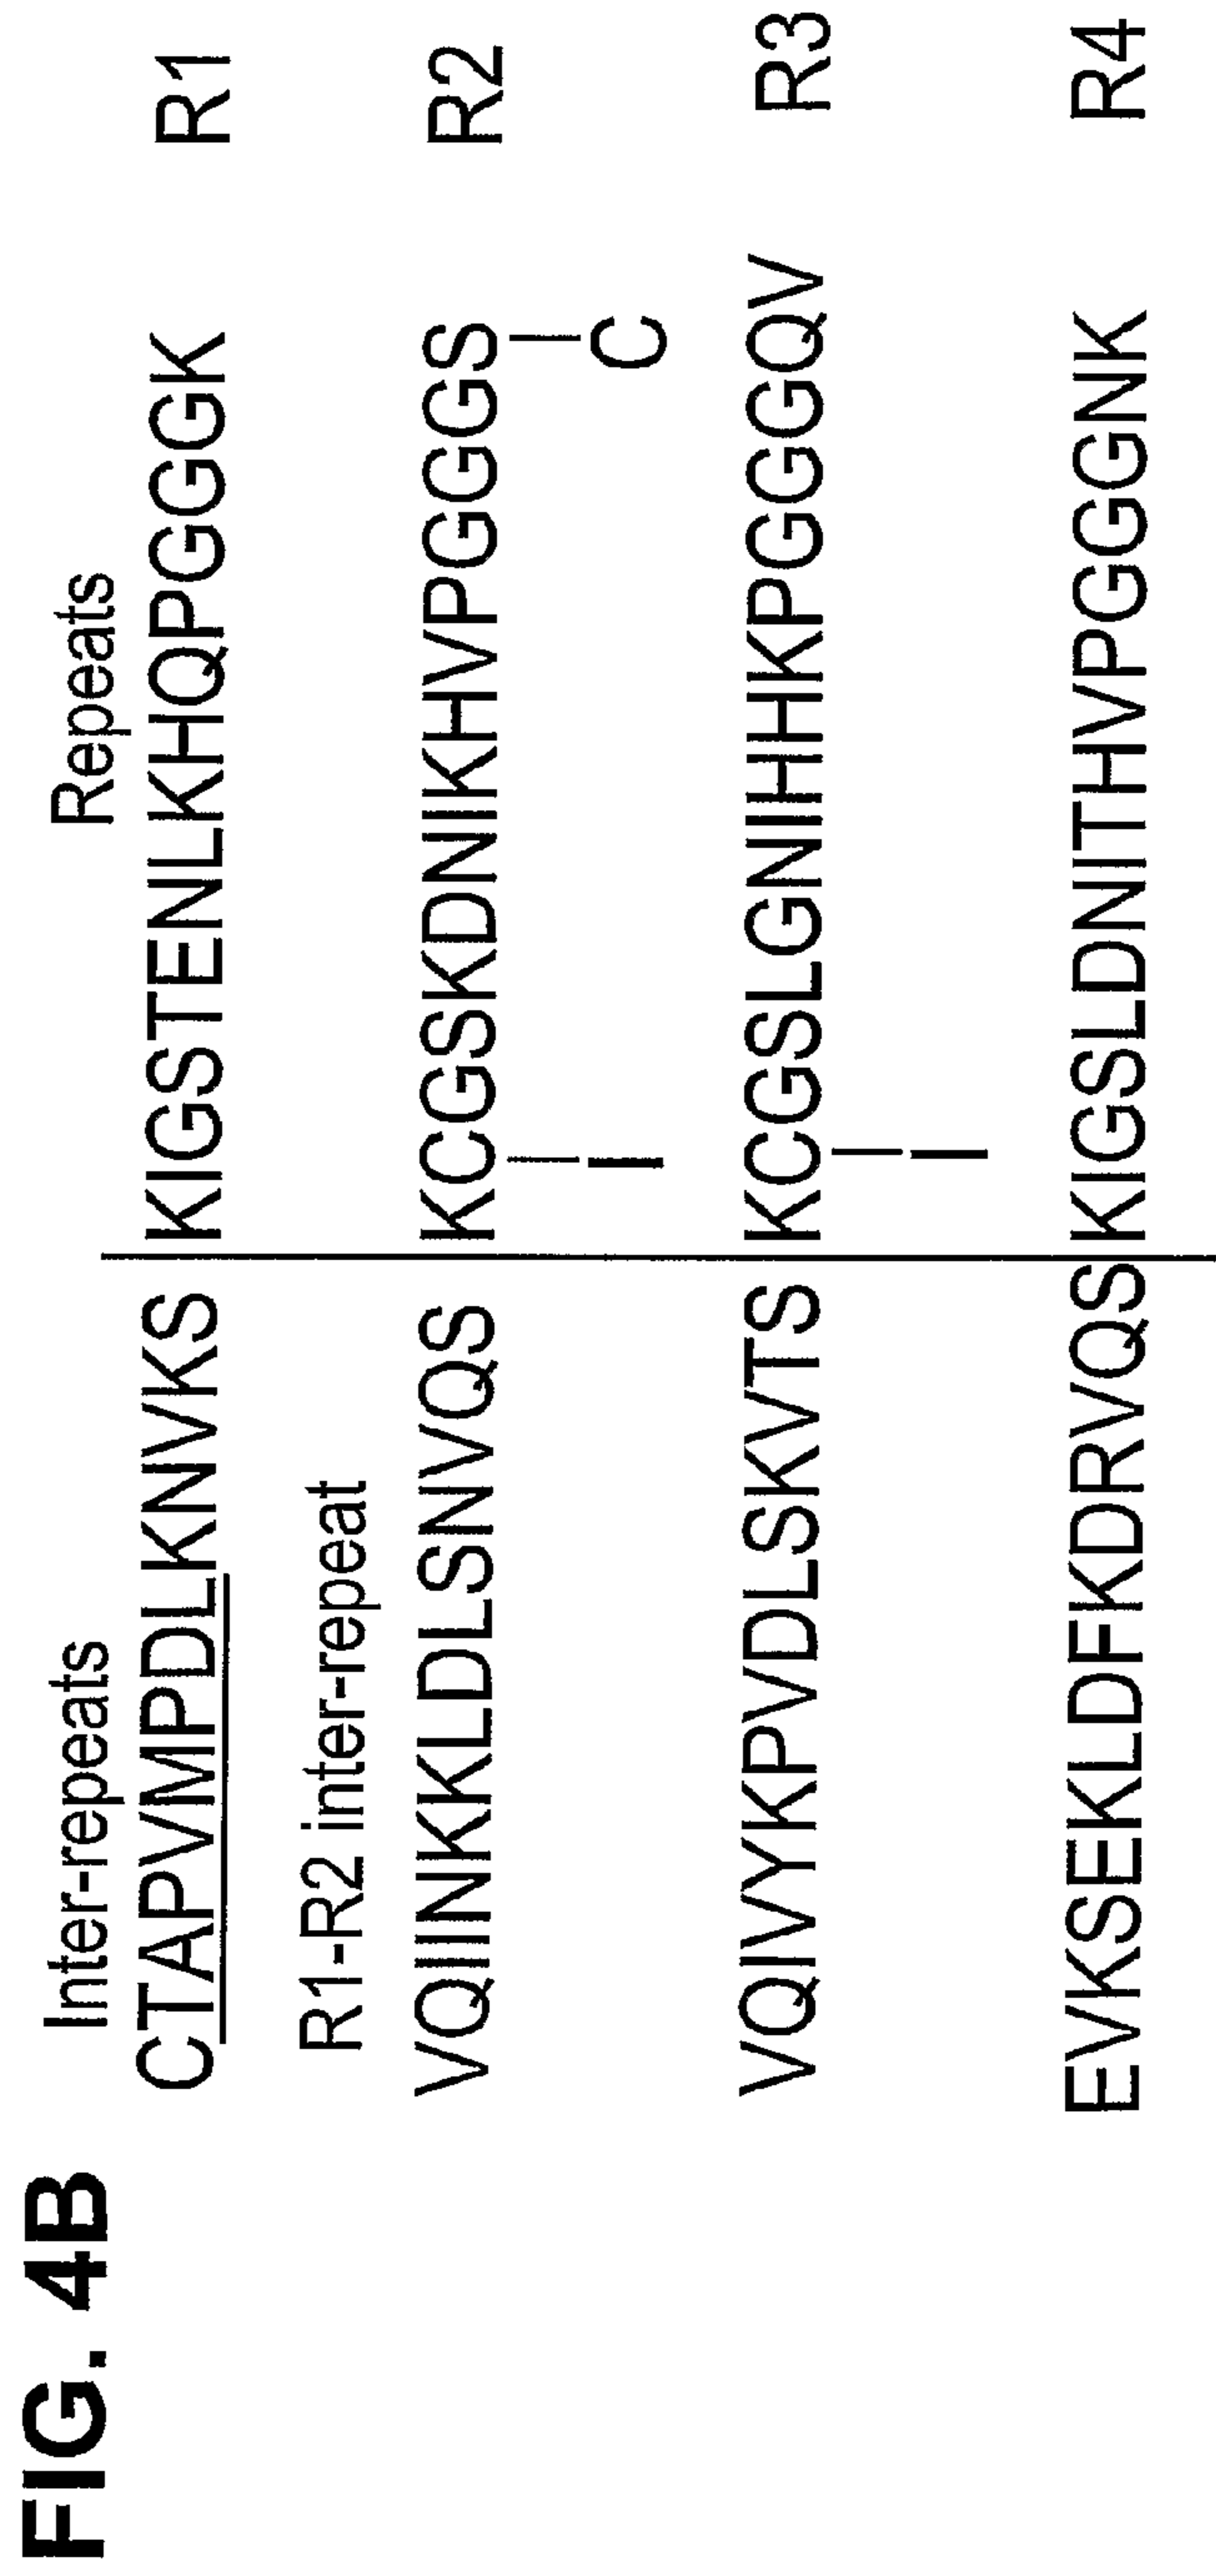 FIG. 4B
Inter-repeats Repeats
CTAPVMPDLKNVKS KIGSTENLKHQPGGGK R1
R1-R2 inter-repeat
VQIINKKLDLSNVQS KCGSKDNIKHVPGGGS R2
I C
VQIVYKPVDLSKVTS KCGSLGNIHHKPGGGQV R3
I
EVKSEKLDFKDRVQS KIGSLDNITHVPGGGNK R4